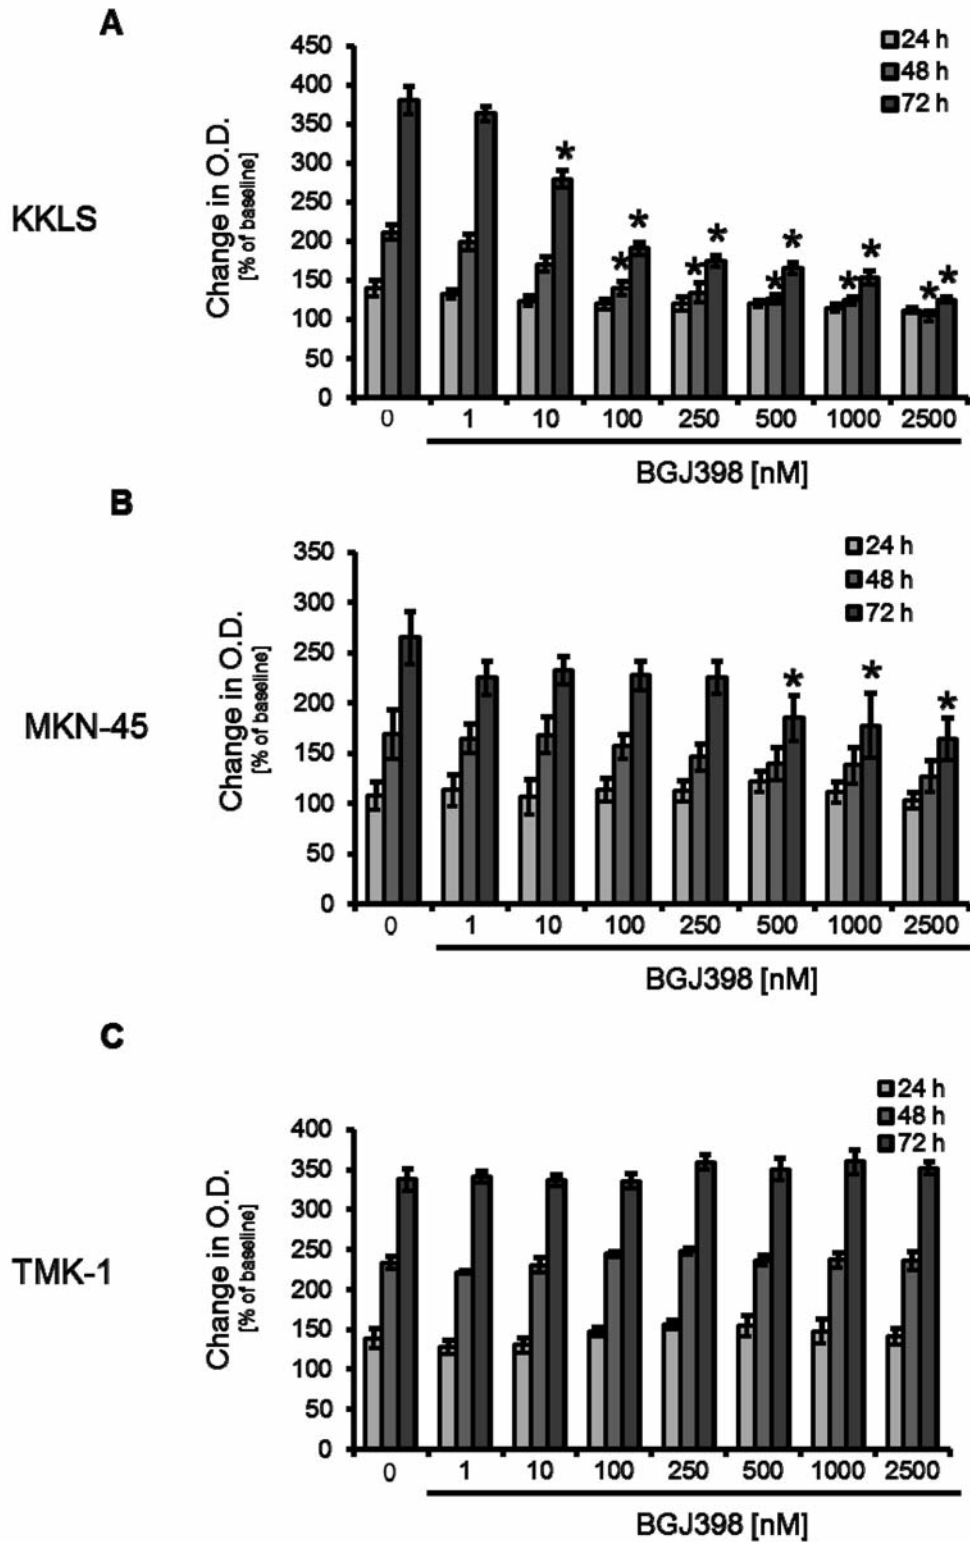 A
450
400
350
300
250
200
150
100
50
0
Change in O.D.
[% of baseline]
24 h
48 h
72 h
KKLS
* * * * * * * * * * * *
0 1 10 100 250 500 1000 2500
BGJ398 [nM]
B
350
300
250
200
150
100
50
0
Change in O.D.
[% of baseline]
24 h
48 h
72 h
MKN-45
* * *
0 1 10 100 250 500 1000 2500
BGJ398 [nM]
C
400
350
300
250
200
150
100
50
0
Change in O.D.
[% of baseline]
24 h
48 h
72 h
TMK-1
0 1 10 100 250 500 1000 2500
BGJ398 [nM]